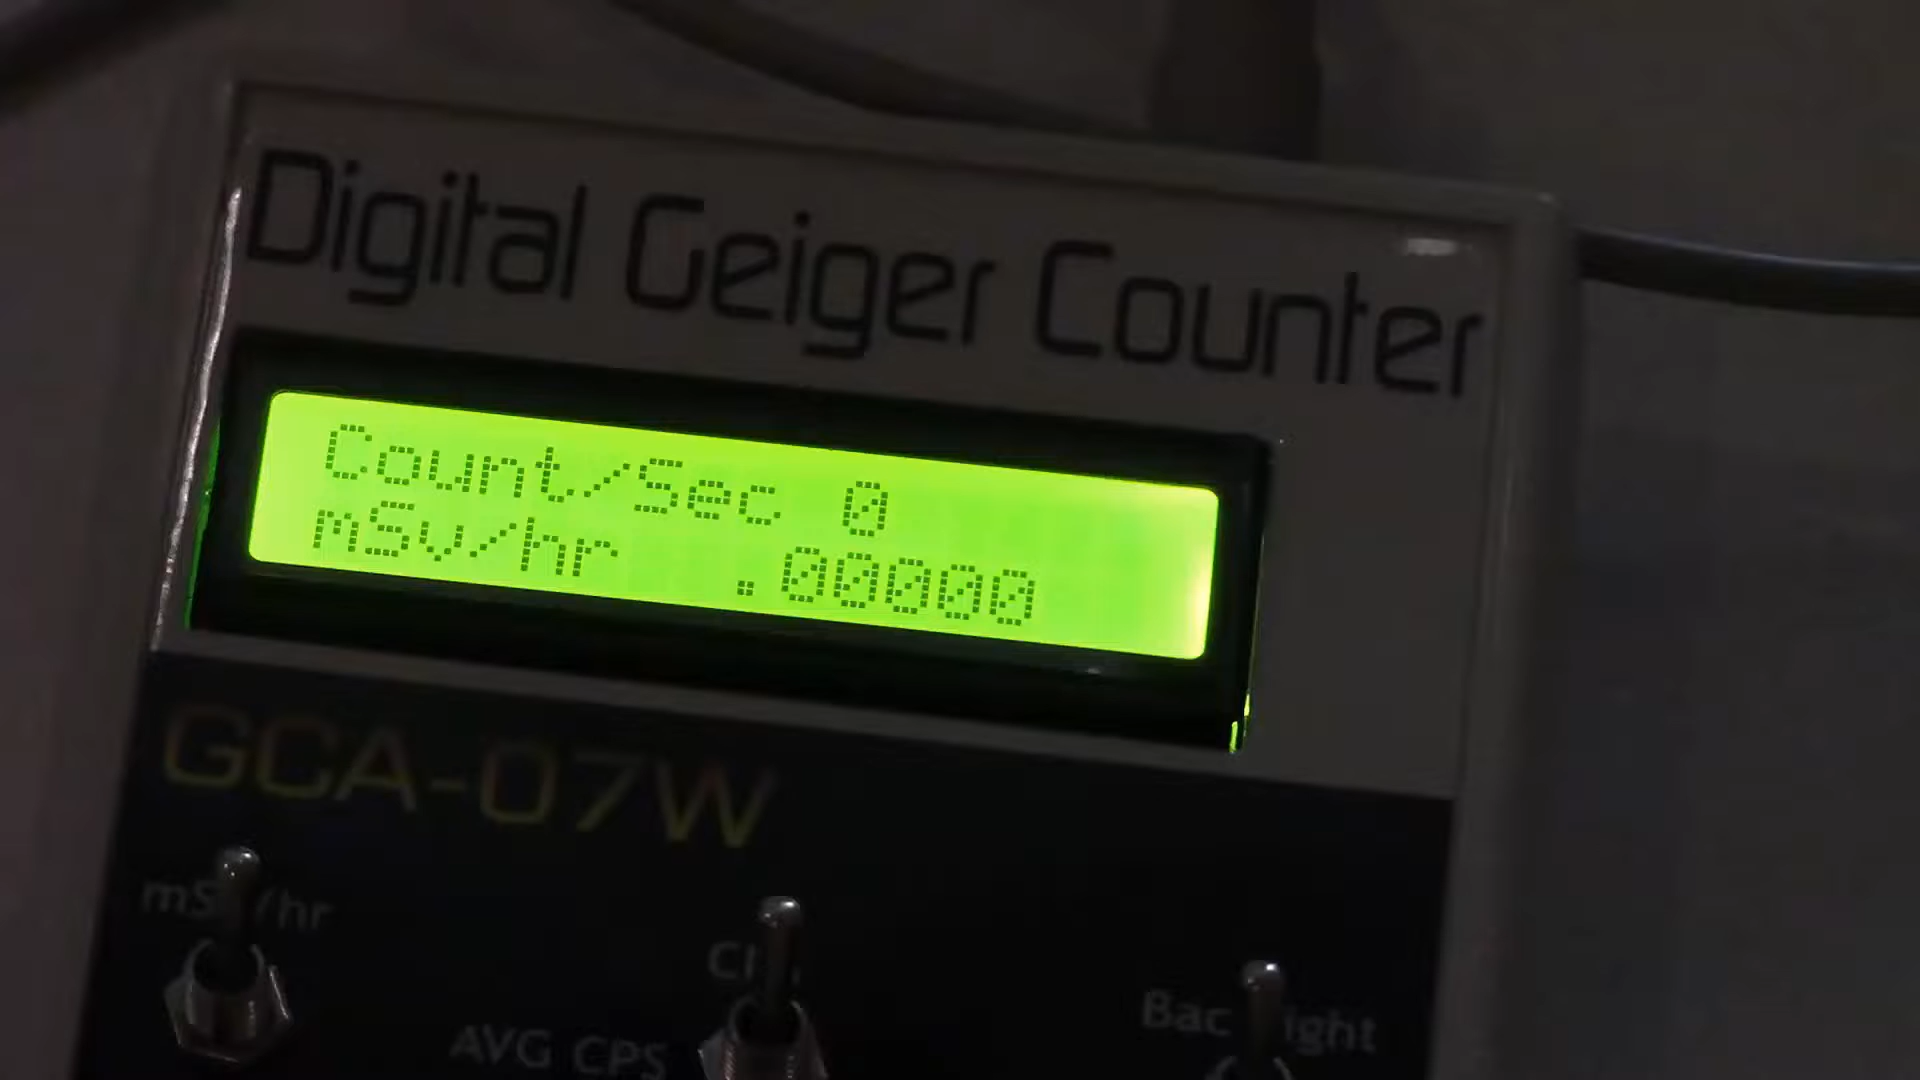 Digital Geiger Counter
Count/Sec 0
mSv/hr .00000
GCA-07W
AVG CPS